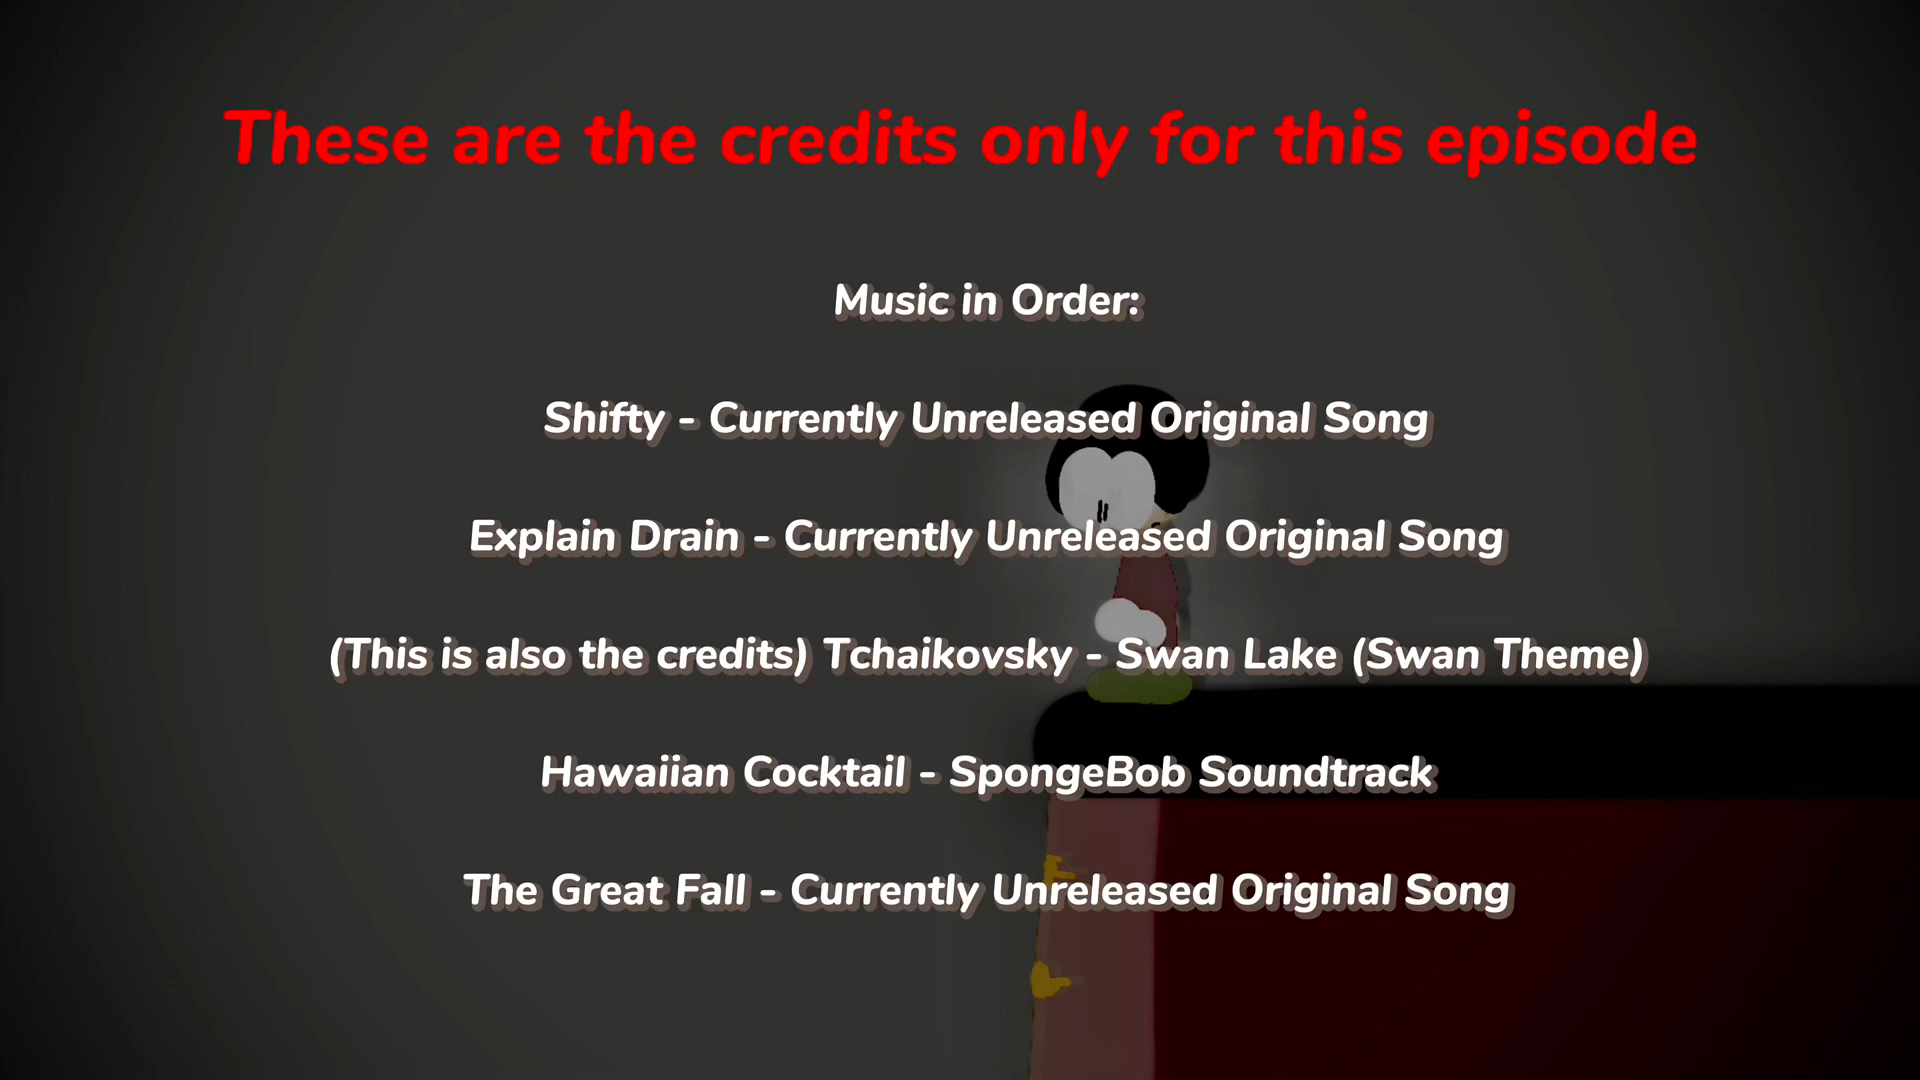 These are the credits only for this episode
Music in Order:
Shifty - Currently Unreleased Original Song
Explain Drain - Currently Unreleased Original Song
(This is also the credits) Tchaikovsky - Swan Lake (Swan Theme)
Hawaiian Cocktail - SpongeBob Soundtrack
The Great Fall - Currently Unreleased Original Song